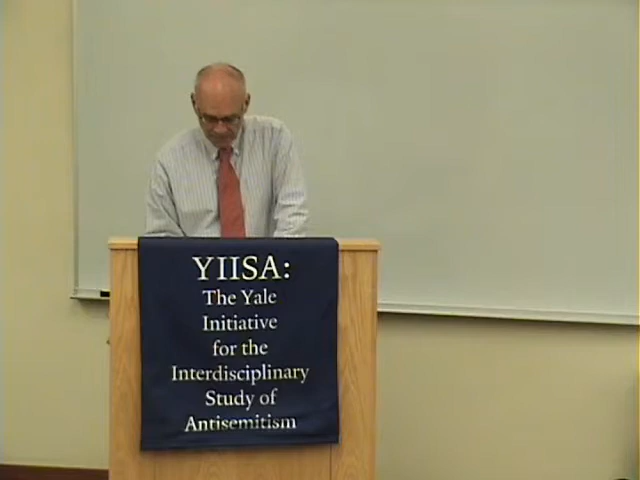 YIISA:
The Yale
Initiative
for the
Interdisciplinary
Study of
Antisemitism